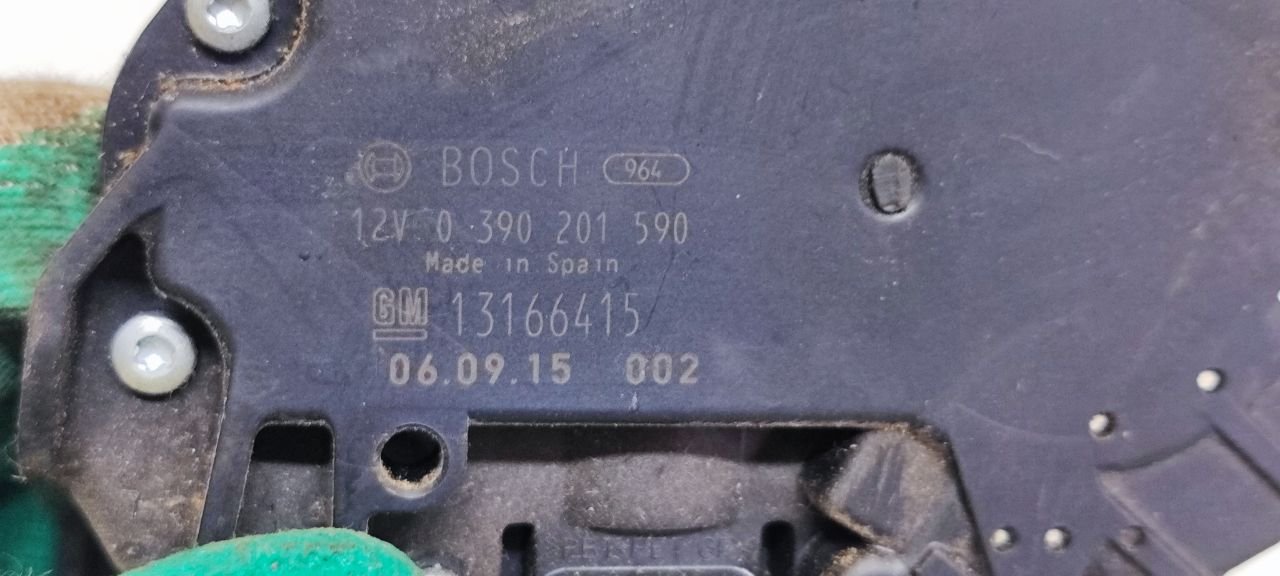 BOSCH 964
12V 0 390 201 590
Made in Spain
GM 13166415
06.09.15 002